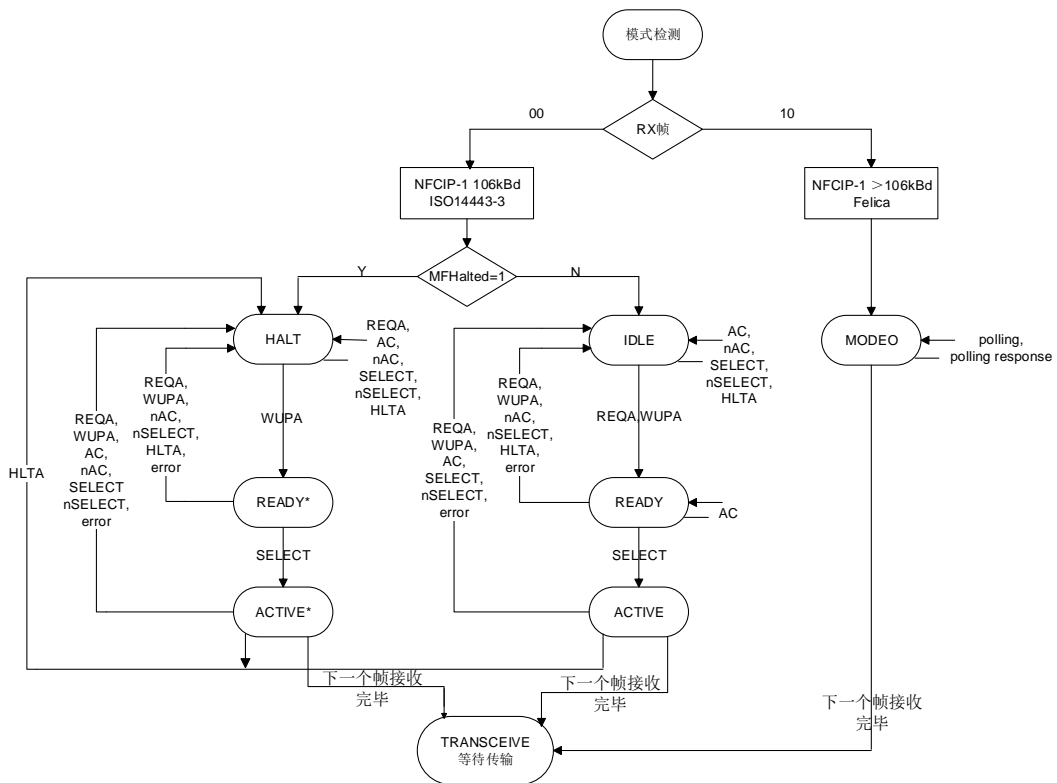 模式检测
00
10
RX帧
NFCIP-1 106kBd
ISO14443-3
NFCIP-1 >106kBd
Felica
Y
MFHalted=1
N
HALT
REQA,
AC,
nAC,
SELECT,
nSELECT,
HLTA
IDLE
AC,
nAC,
SELECT,
nSELECT,
HLTA
MODEO
polling,
polling response
REQA,
WUPA,
AC,
nAC,
SELECT
nSELECT,
error
REQA,
WUPA,
nAC,
nSELECT,
HLTA,
error
WUPA
REQA,
WUPA,
AC,
SELECT,
nSELECT,
error
REQA,
WUPA,
nAC,
nSELECT,
HLTA,
error
REQA,WUPA
HLTA
READY*
READY
AC
SELECT
SELECT
ACTIVE*
ACTIVE
下一个帧接收
完毕
下一个帧接收
完毕
下一个帧接收
完毕
TRANSCEIVE
等待传输